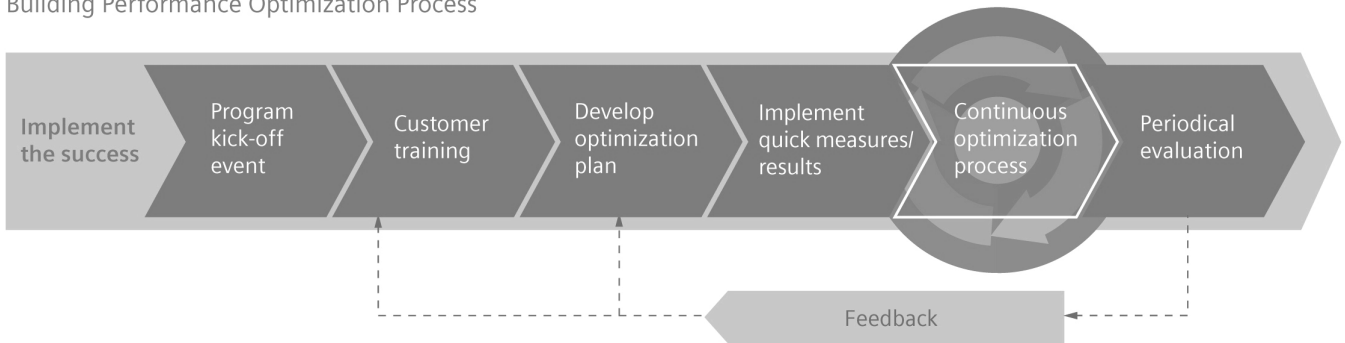 Building Performance Optimization Process
Implement
the success
Program
kick-off
event
Customer
training
Develop
optimization
plan
Implement
quick measures/
results
Continuous
optimization
process
Periodical
evaluation
Feedback